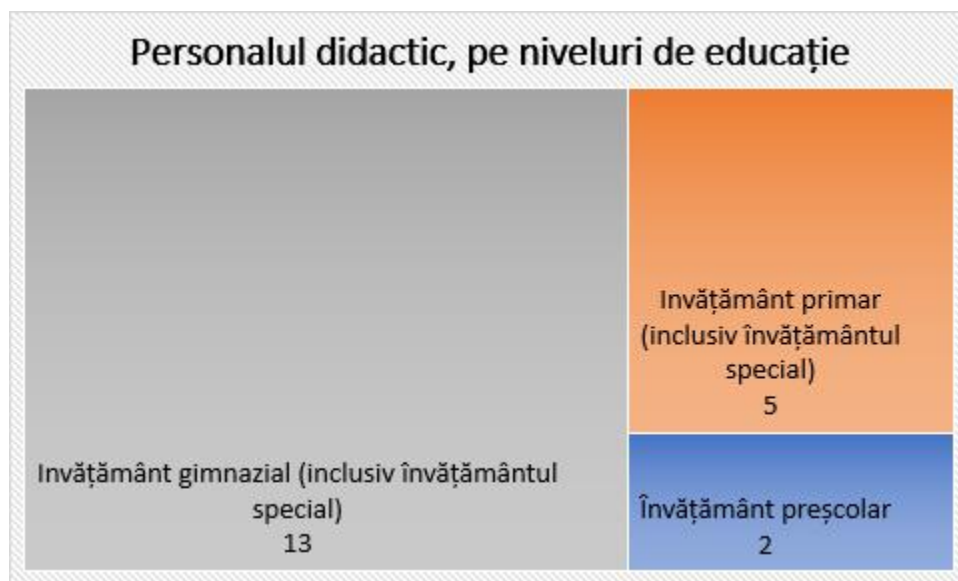 Personalul didactic, pe niveluri de educație
Invățământ gimnazial (inclusiv învățământul
special)
13
Invățământ primar
(inclusiv învățământul
special)
5
Învățământ preșcolar
2